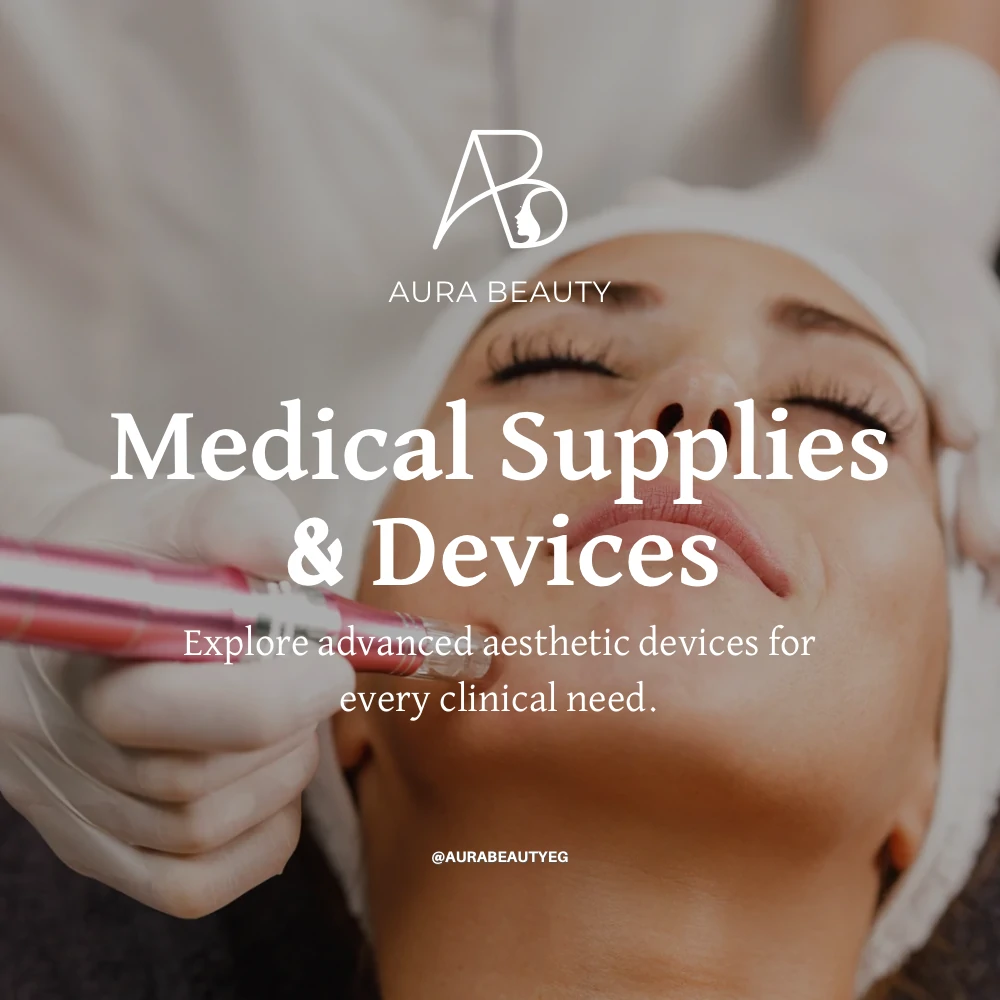 AB
AURA BEAUTY
Medical Supplies
& Devices
Explore advanced aesthetic devices for
every clinical need.
@AURABEAUTYEG